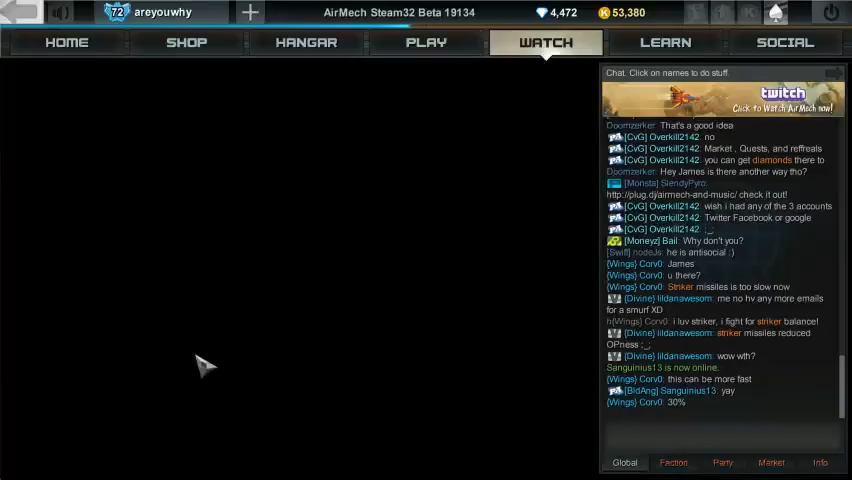 72 areyouwhy AirMech Steam32 Beta 19134 4,472 K 53,380
HOME SHOP HANGAR PLAY WATCH LEARN SOCIAL
Chat. Click on names to do stuff.
twitch
Click to Watch AirMech now!
Doomzerker: That's a good idea
[CvG] Overkill2142: no
[CvG] Overkill2142: Market , Quests, and reffreals
[CvG] Overkill2142: you can get diamonds there to
Doomzerker: Hey James is there another way tho?
[Monsta] SlendyPyro:
http://plug.dj/airmech-and-music/ check it out!
[CvG] Overkill2142: wish i had any of the 3 accounts
[CvG] Overkill2142: Twitter Facebook or google
[CvG] Overkill2142: ;_;
[Moneyz] Bail: Why don't you?
[Swift] nodeJs: he is antisocial :)
{Wings} Corv0: James
{Wings} Corv0: u there?
{Wings} Corv0: Striker missiles is too slow now
{Divine} lildanawesom: me no hv any more emails
for a smurf XD
h{Wings} Corv0: i luv striker, i fight for striker balance!
{Divine} lildanawesom: striker missiles reduced
OPness ;_;
{Divine} lildanawesom: wow wth?
Sanguinius13 is now online.
{Wings} Corv0: this can be more fast
[BldAng] Sanguinius13: yay
{Wings} Corv0: 30%
Global Faction Party Market Info